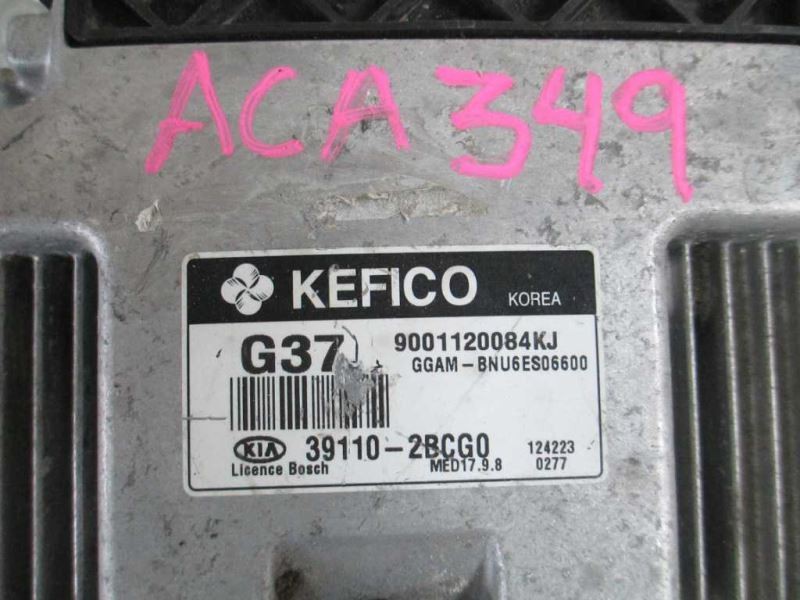 ACA349
KEFICO KOREA
G37 9001120084KJ
GGAM-BNU6ES06600
KIA 39110-2BCG0 124223
Licence Bosch MED17.9.8 0277